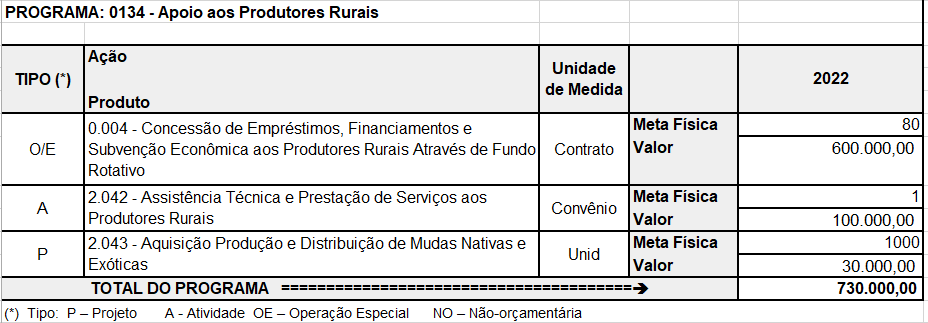 PROGRAMA: 0134 - Apoio aos Produtores Rurais
TIPO (*)
Ação
Produto
Unidade
de Medida
2022
O/E
0.004 - Concessão de Empréstimos, Financiamentos e
Subvenção Econômica aos Produtores Rurais Através de Fundo
Rotativo
Contrato
Meta Física
80
Valor
600.000,00
A
2.042 - Assistência Técnica e Prestação de Serviços aos
Produtores Rurais
Convênio
Meta Física
1
Valor
100.000,00
P
2.043 - Aquisição Produção e Distribuição de Mudas Nativas e
Exóticas
Unid
Meta Física
1000
Valor
30.000,00
TOTAL DO PROGRAMA =======================================➔
730.000,00
(*) Tipo: P – Projeto A - Atividade OE – Operação Especial NO – Não-orçamentária